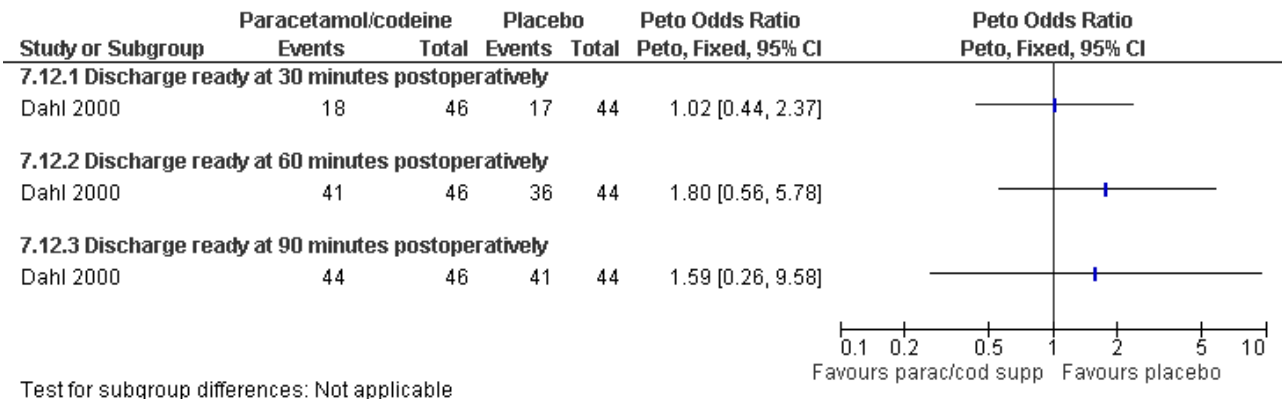 Paracetamol/codeine Placebo Peto Odds Ratio Peto Odds Ratio
Study or Subgroup Events Total Events Total Peto, Fixed, 95% CI Peto, Fixed, 95% CI
7.12.1 Discharge ready at 30 minutes postoperatively
Dahl 2000 18 46 17 44 1.02 [0.44, 2.37]
7.12.2 Discharge ready at 60 minutes postoperatively
Dahl 2000 41 46 36 44 1.80 [0.56, 5.78]
7.12.3 Discharge ready at 90 minutes postoperatively
Dahl 2000 44 46 41 44 1.59 [0.26, 9.58]
0.1 0.2 0.5 1 2 5 10
Favours parac/cod supp Favours placebo
Test for subgroup differences: Not applicable